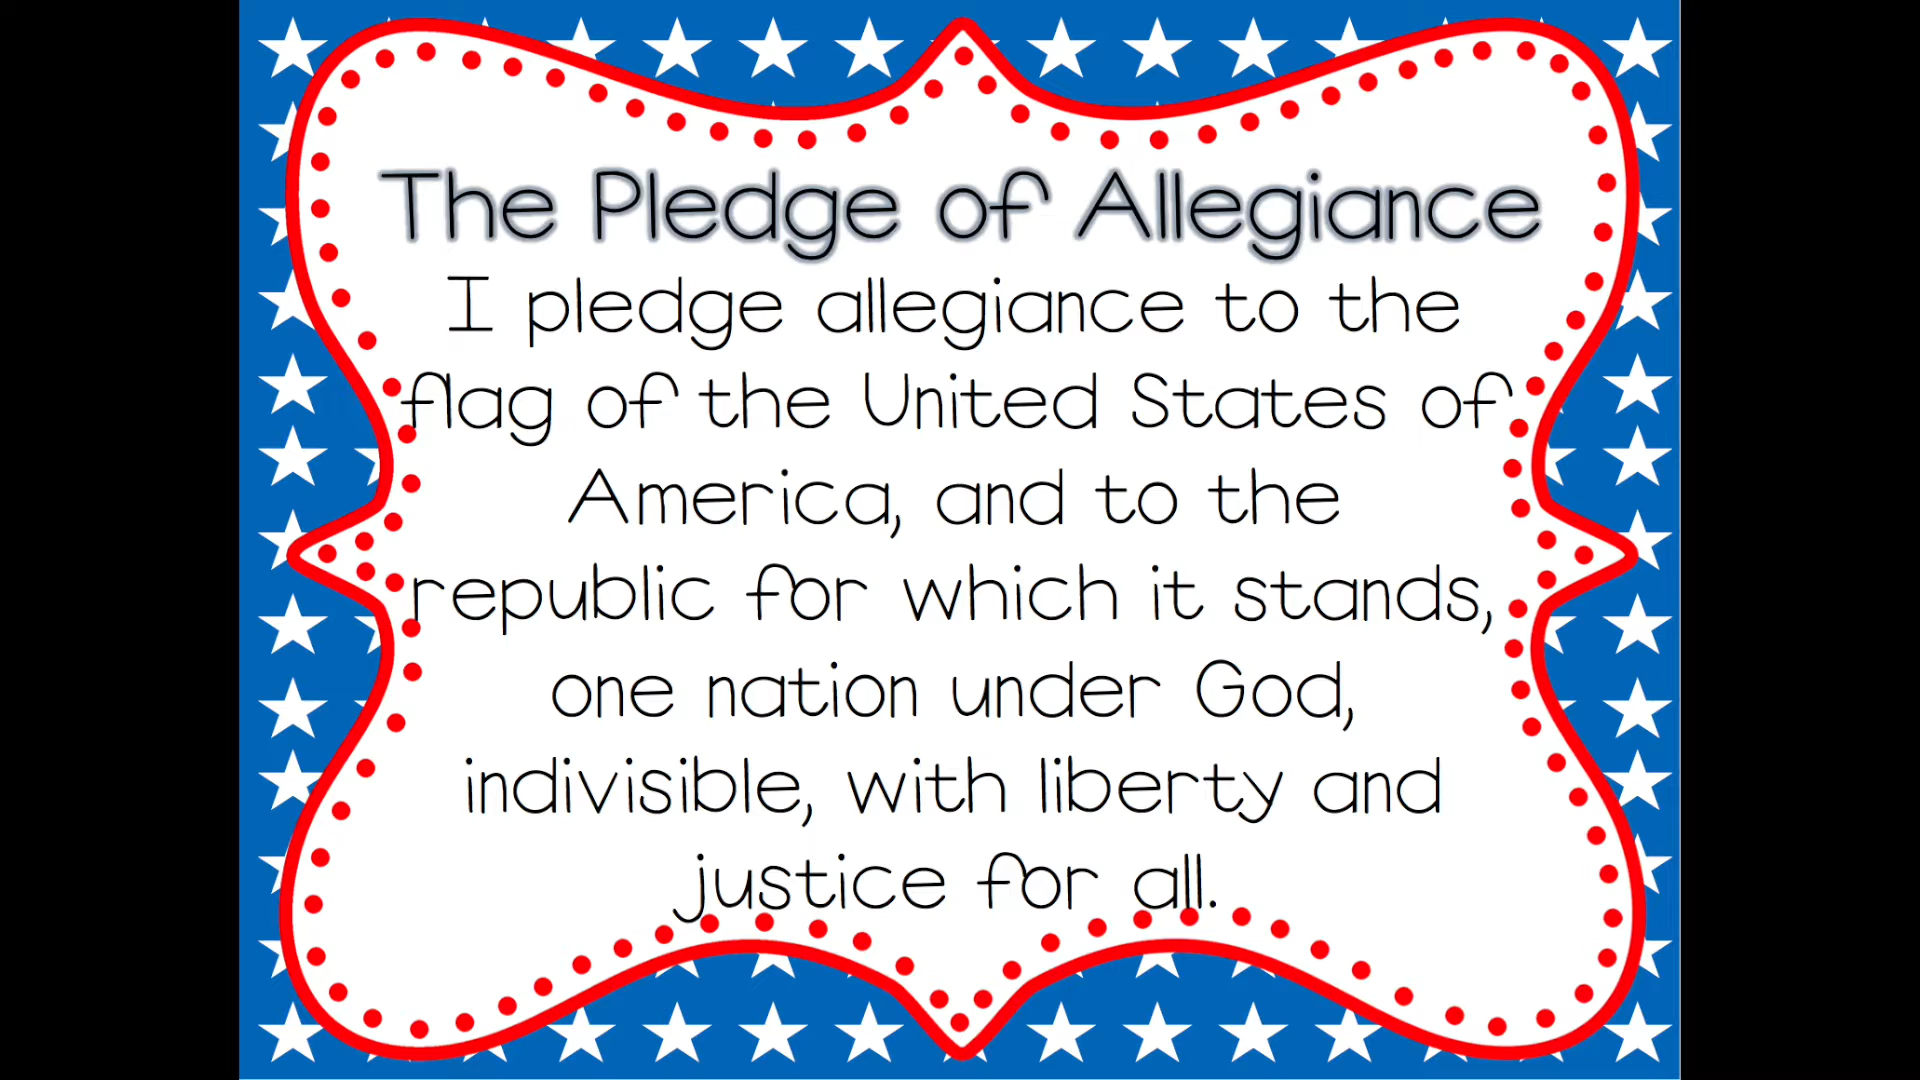 The Pledge of Allegiance
I pledge allegiance to the
flag of the United States of
America, and to the
republic for which it stands,
one nation under God,
indivisible, with liberty and
justice for all.